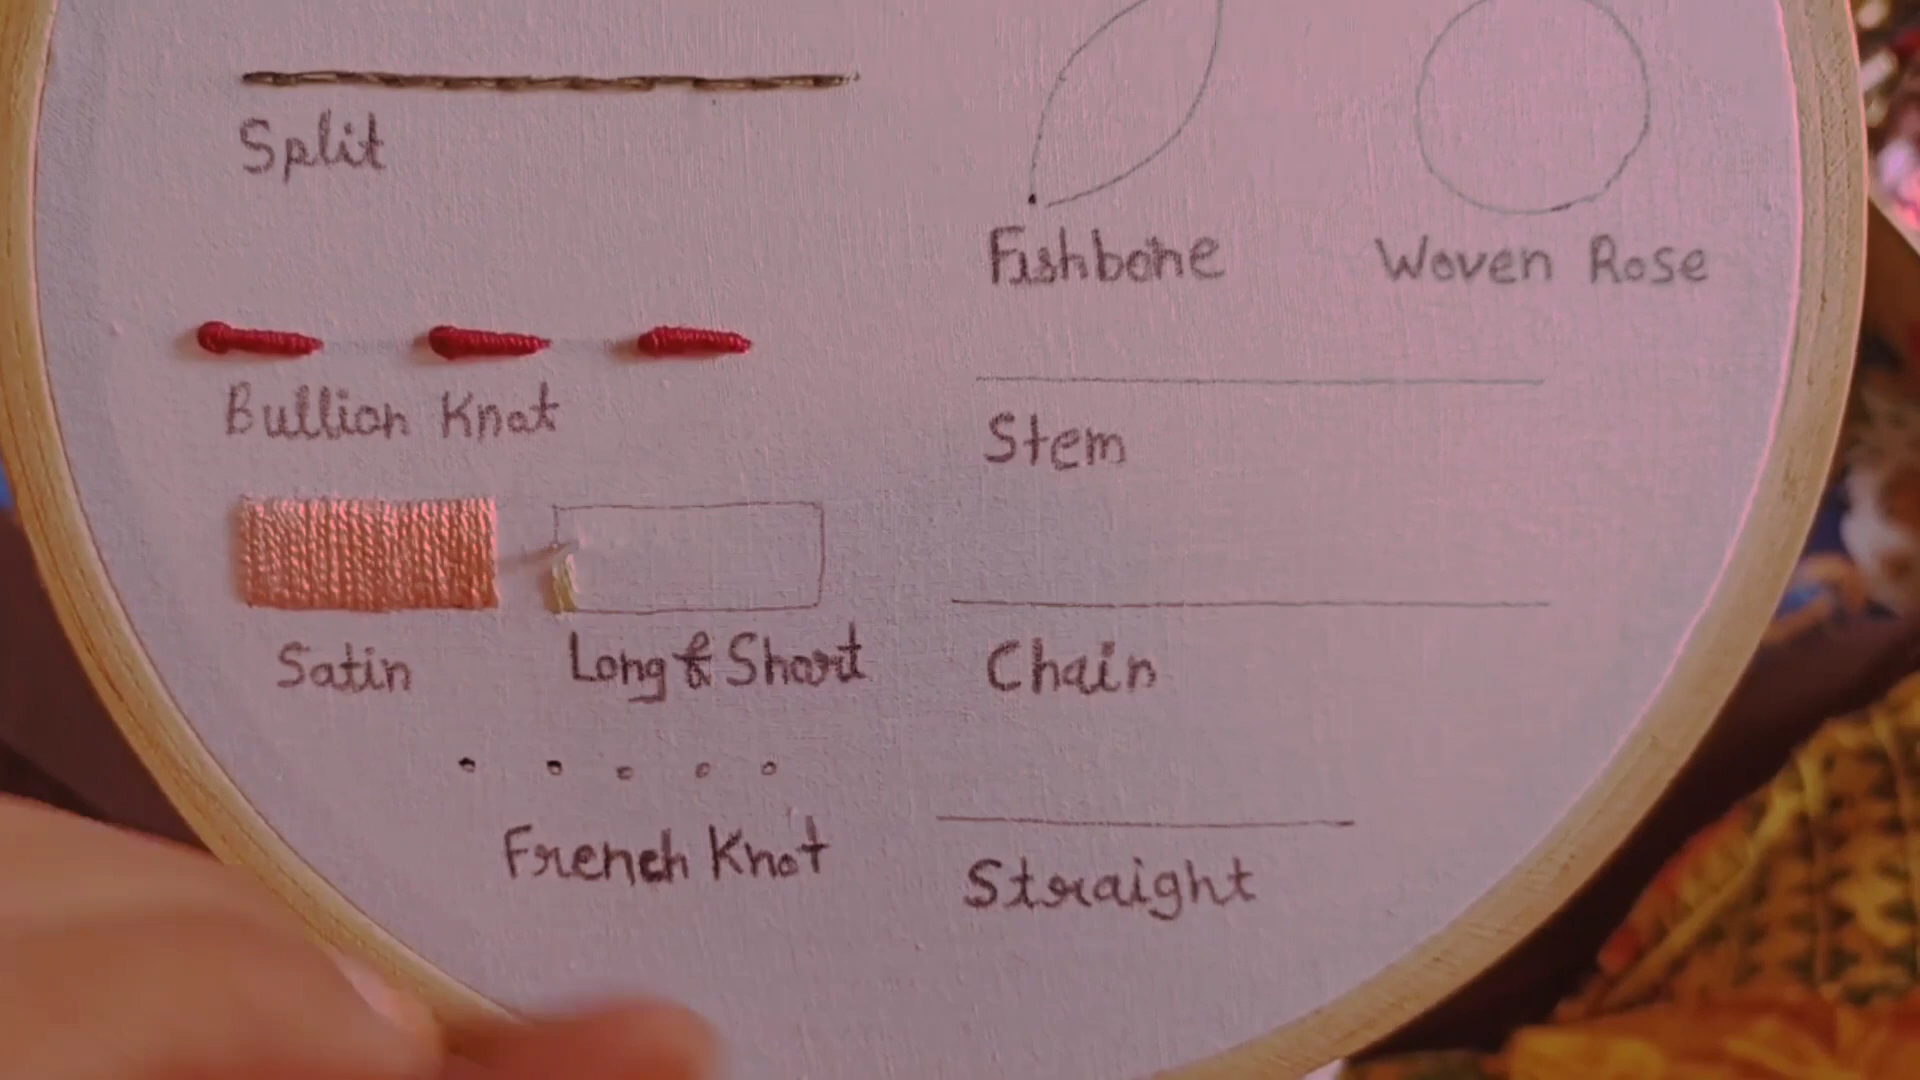 Split
Fishbone
Woven Rose
Bullion Knot
Stem
Satin
Long & Short
Chain
French Knot
Straight